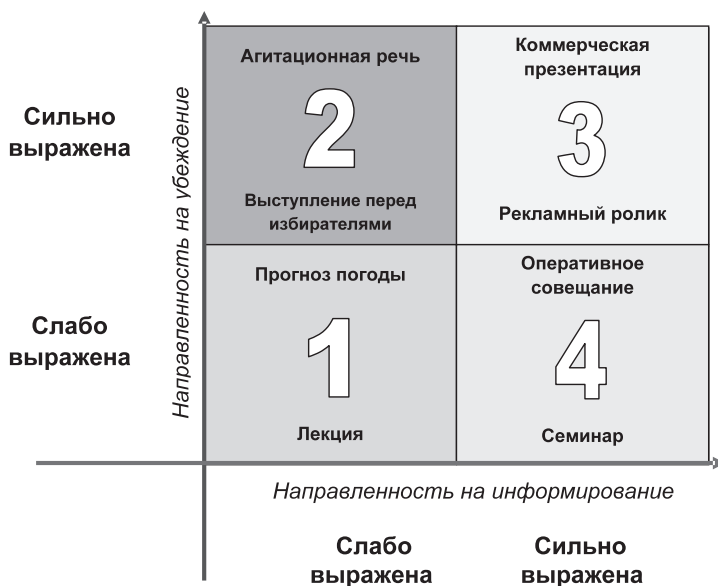 Агитационная речь
2
Выступление перед
избирателями
Коммерческая
презентация
3
Рекламный ролик
Сильно
выражена
Направленность на убеждение
Прогноз погоды
1
Лекция
Оперативное
совещание
4
Семинар
Слабо
выражена
Направленность на информирование
Слабо
выражена
Сильно
выражена